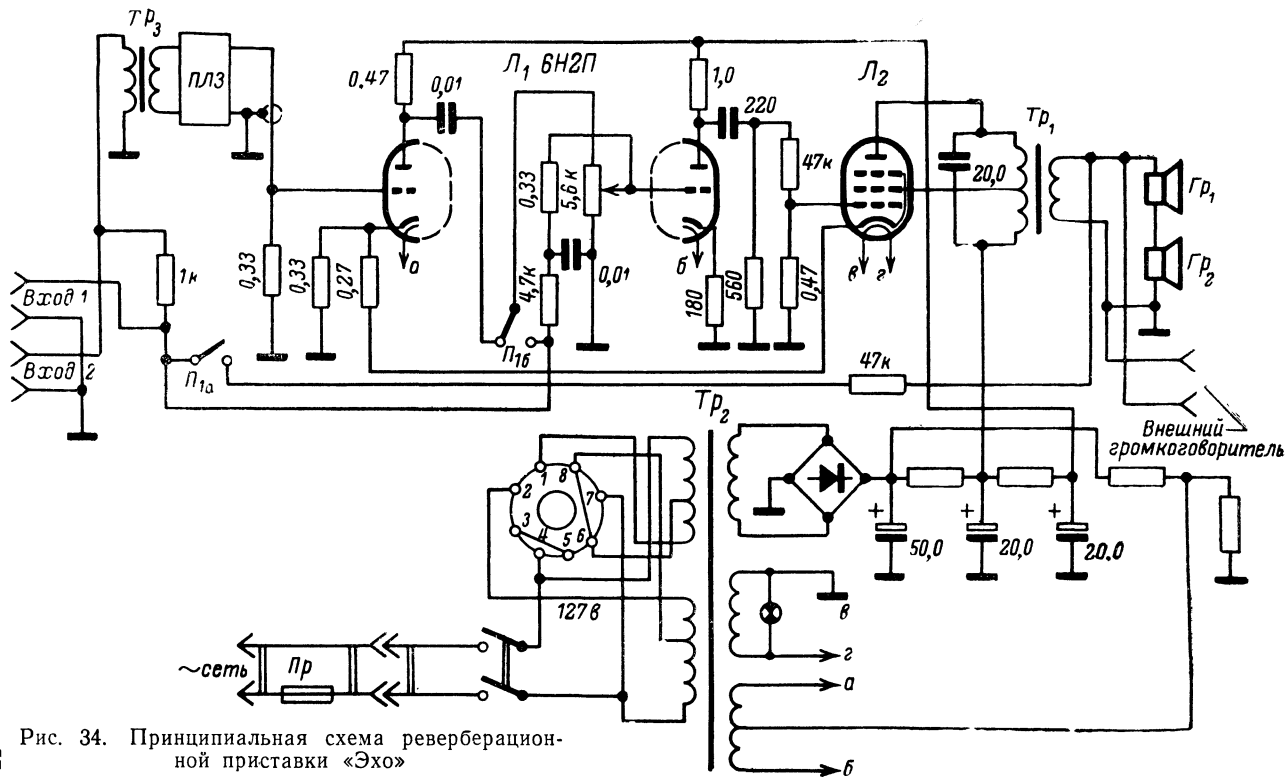 Тр₃
ПЛЗ
0.47
0,01
Л₁ 6Н2П
1,0
220
Л₂
Тр₁
47к
20,0
Гр₁
Гр₂
0,33
5,6к
0,01
4,7к
а
б
в г
1к
0,33
0,33
0,27
180
560
0,47
Вход 1
Вход 2
П₁а
П₁б
47к
Тр₂
Внешний
громкоговоритель
1
2
3
4
5
6
7
8
+
50,0
+
20,0
+
20.0
127в
в
г
а
б
~сеть
Пр
Рис. 34. Принципиальная схема реверберацион-
ной приставки «Эхо»